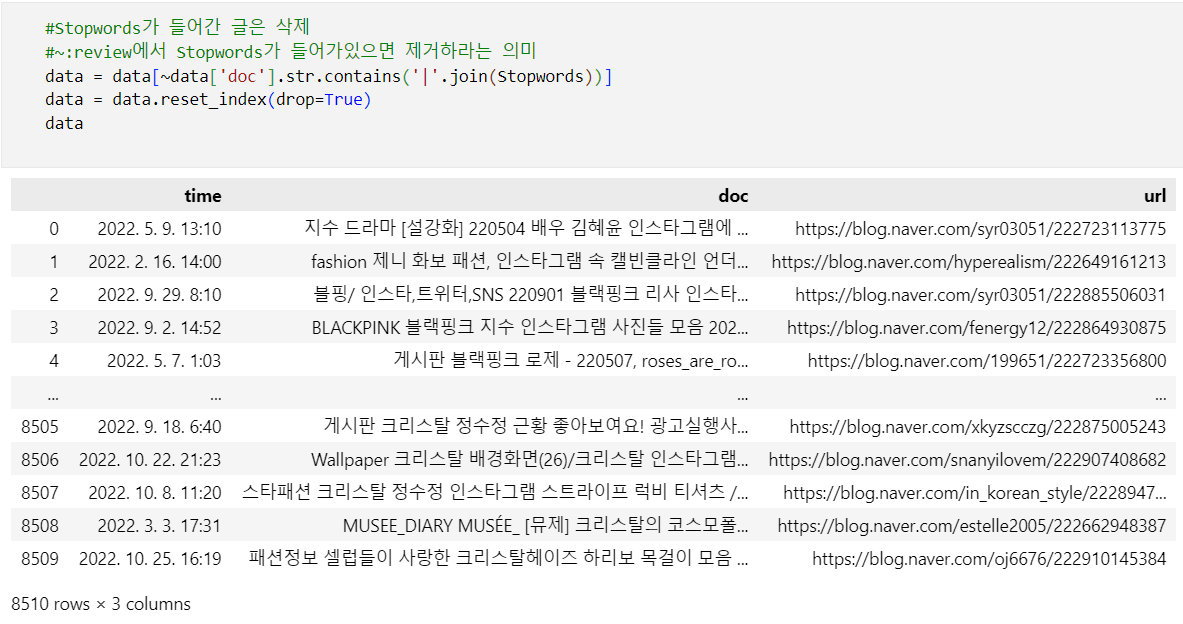 #Stopwords가 들어간 글은 삭제
#~:review에서 Stopwords가 들어가있으면 제거하라는 의미
data = data[~data['doc'].str.contains('|'.join(Stopwords))]
data = data.reset_index(drop=True)
data
time doc url
0 2022. 5. 9. 13:10 지수 드라마 [설강화] 220504 배우 김혜윤 인스타그램에 ... https://blog.naver.com/syr03051/222723113775
1 2022. 2. 16. 14:00 fashion 제니 화보 패션, 인스타그램 속 캘빈클라인 언더... https://blog.naver.com/hyperealism/222649161213
2 2022. 9. 29. 8:10 블핑/ 인스타,트위터,SNS 220901 블랙핑크 리사 인스타... https://blog.naver.com/syr03051/222885506031
3 2022. 9. 2. 14:52 BLACKPINK 블랙핑크 지수 인스타그램 사진들 모음 202... https://blog.naver.com/fenergy12/222864930875
4 2022. 5. 7. 1:03 게시판 블랙핑크 로제 - 220507, roses_are_ro... https://blog.naver.com/199651/222723356800
... ... ... ...
8505 2022. 9. 18. 6:40 게시판 크리스탈 정수정 근황 좋아보여요! 광고실행사... https://blog.naver.com/xkyzscczg/222875005243
8506 2022. 10. 22. 21:23 Wallpaper 크리스탈 배경화면(26)/크리스탈 인스타그램... https://blog.naver.com/snanyilovem/222907408682
8507 2022. 10. 8. 11:20 스타패션 크리스탈 정수정 인스타그램 스트라이프 럭비 티셔츠 /... https://blog.naver.com/in_korean_style/2228947...
8508 2022. 3. 3. 17:31 MUSEE_DIARY MUSÉE_ [뮤제] 크리스탈의 코스모폴... https://blog.naver.com/estelle2005/222662948387
8509 2022. 10. 25. 16:19 패션정보 셀럽들이 사랑한 크리스탈헤이즈 하리보 목걸이 모음 ... https://blog.naver.com/oj6676/222910145384
8510 rows × 3 columns